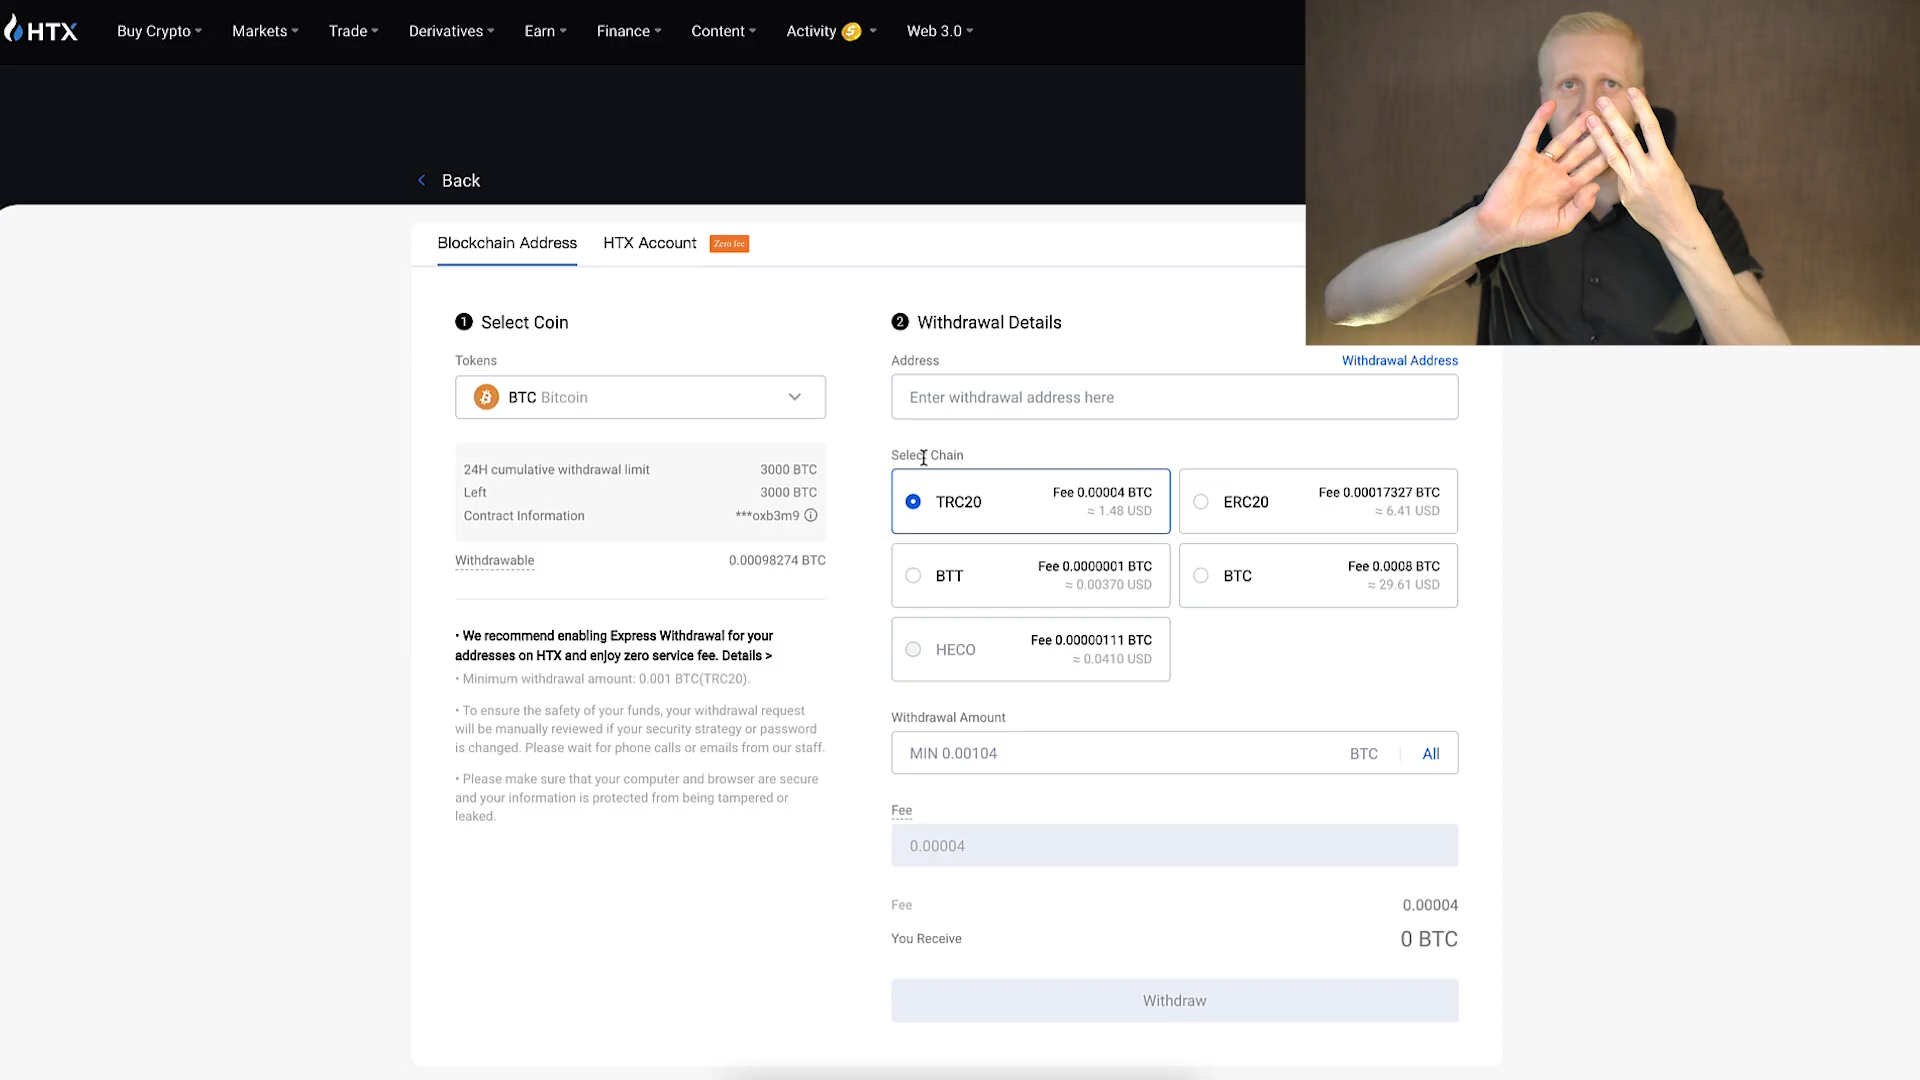 HTX
Buy Crypto
Markets
Trade
Derivatives
Earn
Finance
Content
Activity
Web 3.0
Back
Blockchain Address
HTX Account
Zero fee
1 Select Coin
Tokens
BTC Bitcoin
24H cumulative withdrawal limit 3000 BTC
Left 3000 BTC
Contract Information ***oxb3m9
Withdrawable 0.00098274 BTC
• We recommend enabling Express Withdrawal for your
addresses on HTX and enjoy zero service fee. Details >
• Minimum withdrawal amount: 0.001 BTC(TRC20).
• To ensure the safety of your funds, your withdrawal request
will be manually reviewed if your security strategy or password
is changed. Please wait for phone calls or emails from our staff.
• Please make sure that your computer and browser are secure
and your information is protected from being tampered or
leaked.
2 Withdrawal Details
Address Withdrawal Address
Enter withdrawal address here
Select Chain
TRC20 Fee 0.00004 BTC
≈ 1.48 USD
ERC20 Fee 0.00017327 BTC
≈ 6.41 USD
BTT Fee 0.0000001 BTC
≈ 0.00370 USD
BTC Fee 0.0008 BTC
≈ 29.61 USD
HECO Fee 0.00000111 BTC
≈ 0.0410 USD
Withdrawal Amount
MIN 0.00104 BTC All
Fee
0.00004
Fee 0.00004
You Receive 0 BTC
Withdraw